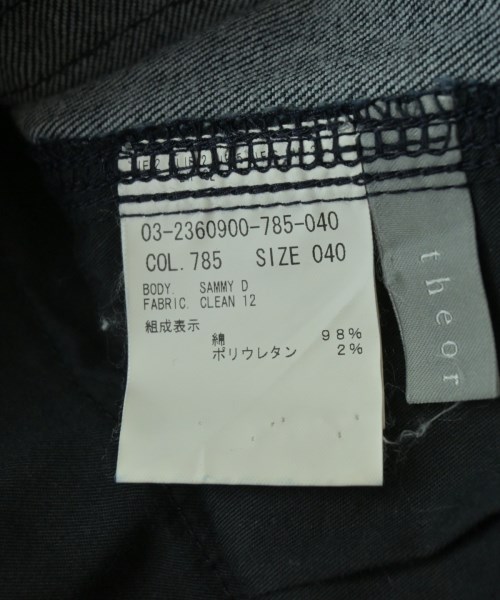 03-2360900-785-040
COL. 785 SIZE 040
BODY. SAMMY D
FABRIC. CLEAN 12
組成表示
綿 98%
ポリウレタン 2%
theor